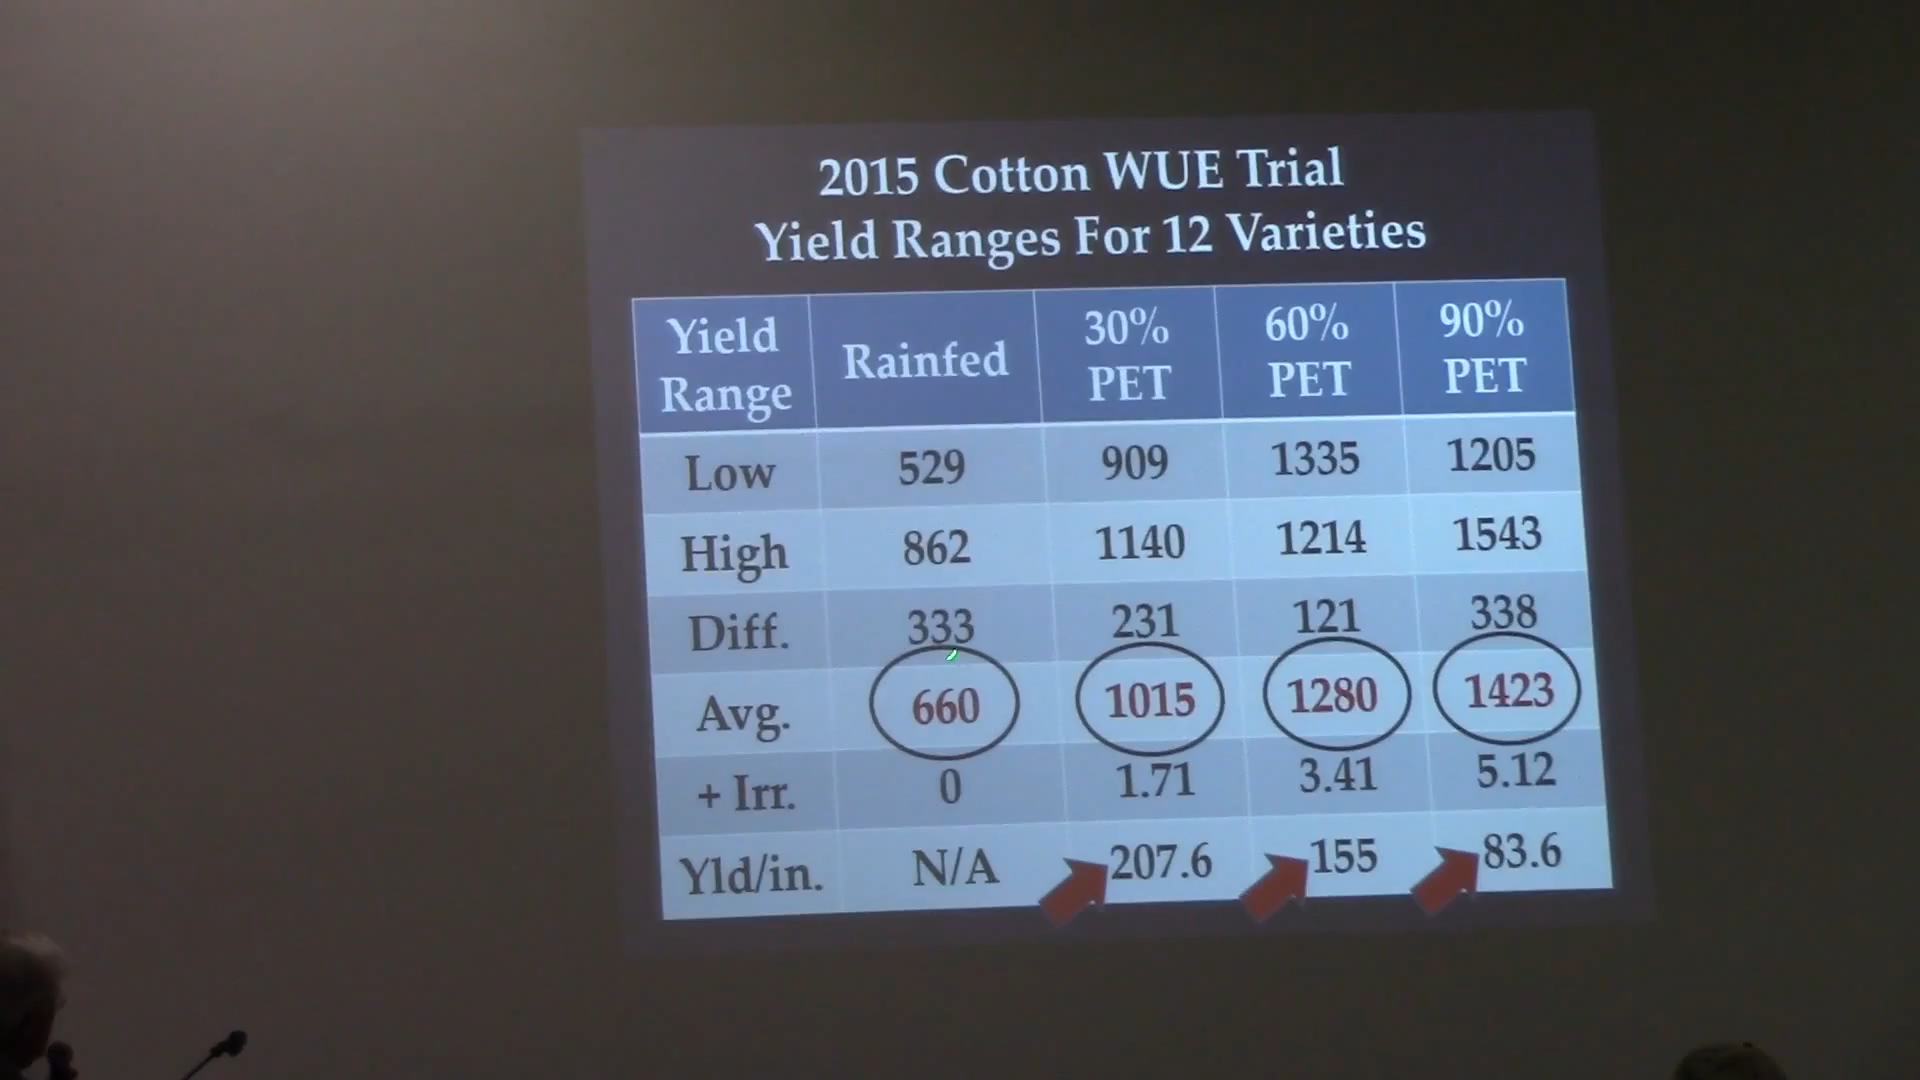 2015 Cotton WUE Trial
Yield Ranges For 12 Varieties
Yield Range Rainfed 30% PET 60% PET 90% PET
Low 529 909 1335 1205
High 862 1140 1214 1543
Diff. 333 231 121 338
Avg. 660 1015 1280 1423
+ Irr. 0 1.71 3.41 5.12
Yld/in. N/A 207.6 155 83.6